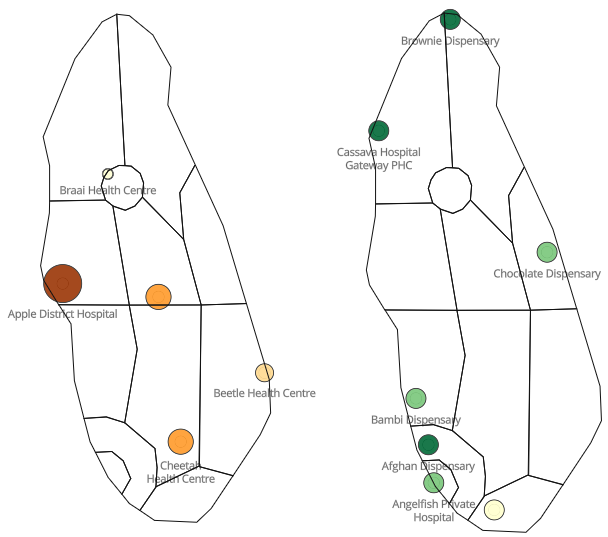 Braai Health Centre
Apple District Hospital
Beetle Health Centre
Cheetah
Health Centre
Brownie Dispensary
Cassava Hospital
Gateway PHC
Chocolate Dispensary
Bambi Dispensary
Afghan Dispensary
Angelfish Private
Hospital